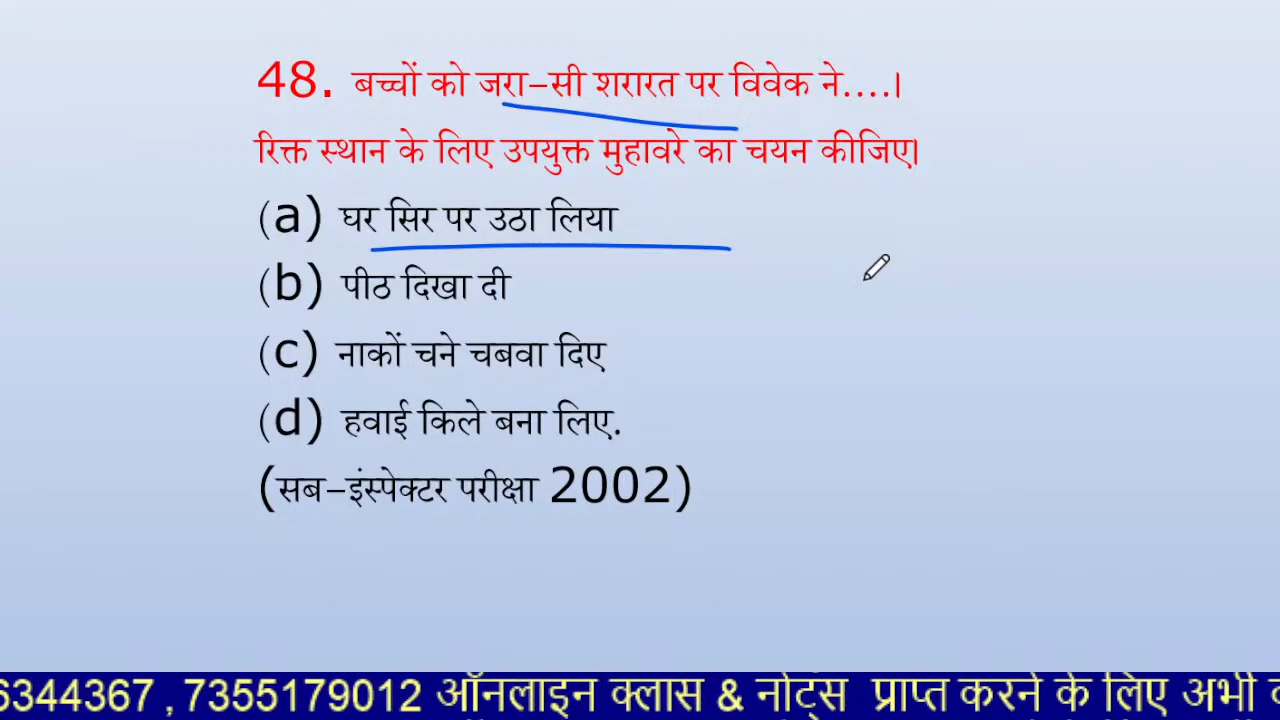 48. बच्चों को जरा-सी शरारत पर विवेक ने....।
रिक्त स्थान के लिए उपयुक्त मुहावरे का चयन कीजिए।
(a) घर सिर पर उठा लिया
(b) पीठ दिखा दी
(c) नाकों चने चबवा दिए
(d) हवाई किले बना लिए.
(सब-इंस्पेक्टर परीक्षा 2002)
6344367 , 7355179012 ऑनलाइन क्लास & नोट्स प्राप्त करने के लिए अभी